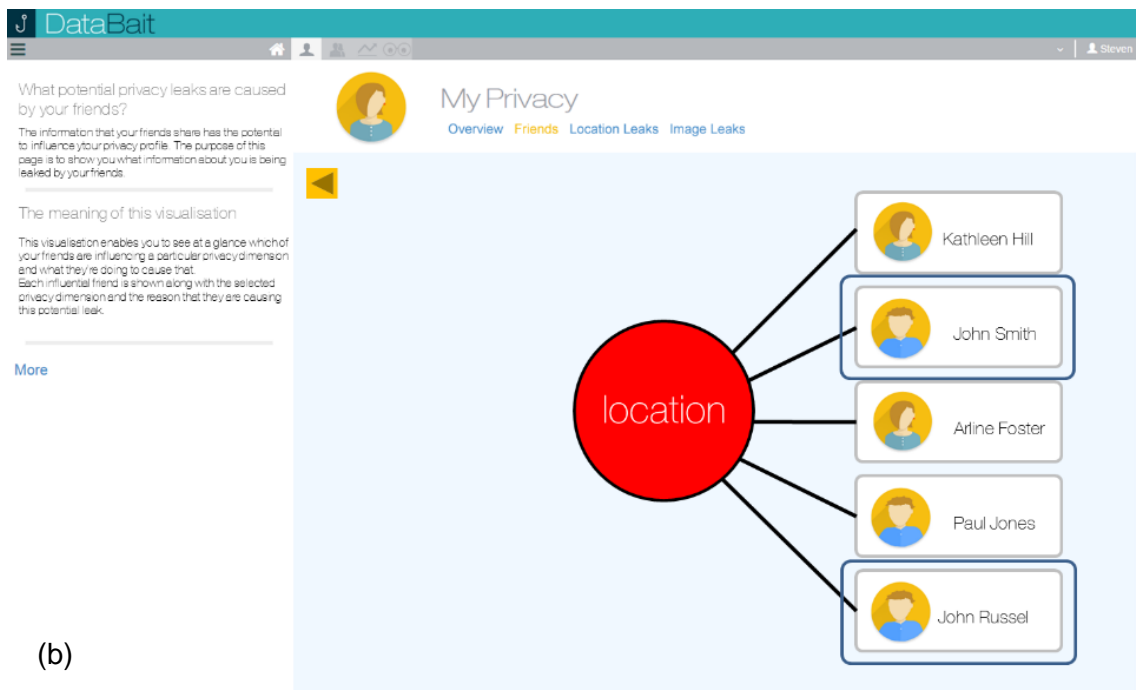 DataBait
Steven
What potential privacy leaks are caused
by your friends?
The information that your friends share has the potential
to influence ytour privacy profile. The purpose of this
page is to show you what information about you is being
leaked by your friends.
The meaning of this visualisation
This visualisation enables you to see at a glance whch of
your friends are influencing a particular privacy dimension
and what they're doing to cause that.
Each influential friend is shown along with the selected
privacy dimension and the reason that they are causing
this potential leak.
More
My Privacy
Overview Friends Location Leaks Image Leaks
location
Kathleen Hill
John Smith
Arline Foster
Paul Jones
John Russel
(b)